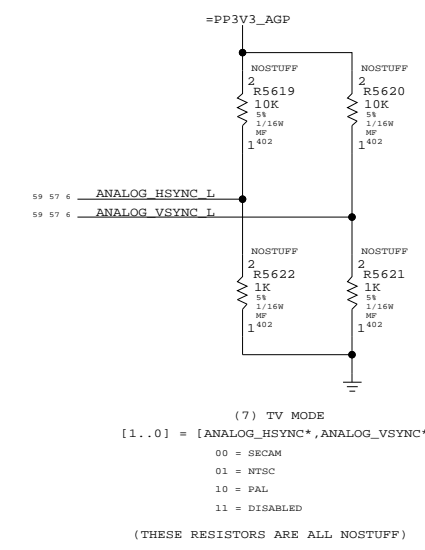 =PP3V3_AGP
NOSTUFF
2
R5619
10K
5%
1/16W
MF
402
1
NOSTUFF
2
R5620
10K
5%
1/16W
MF
402
1
59 57 6 ANALOG_HSYNC_L
59 57 6 ANALOG_VSYNC_L
NOSTUFF
2
R5622
1K
5%
1/16W
MF
402
1
NOSTUFF
2
R5621
1K
5%
1/16W
MF
402
1
(7) TV MODE
[1..0] = [ANALOG_HSYNC*,ANALOG_VSYNC*
00 = SECAM
01 = NTSC
10 = PAL
11 = DISABLED
(THESE RESISTORS ARE ALL NOSTUFF)